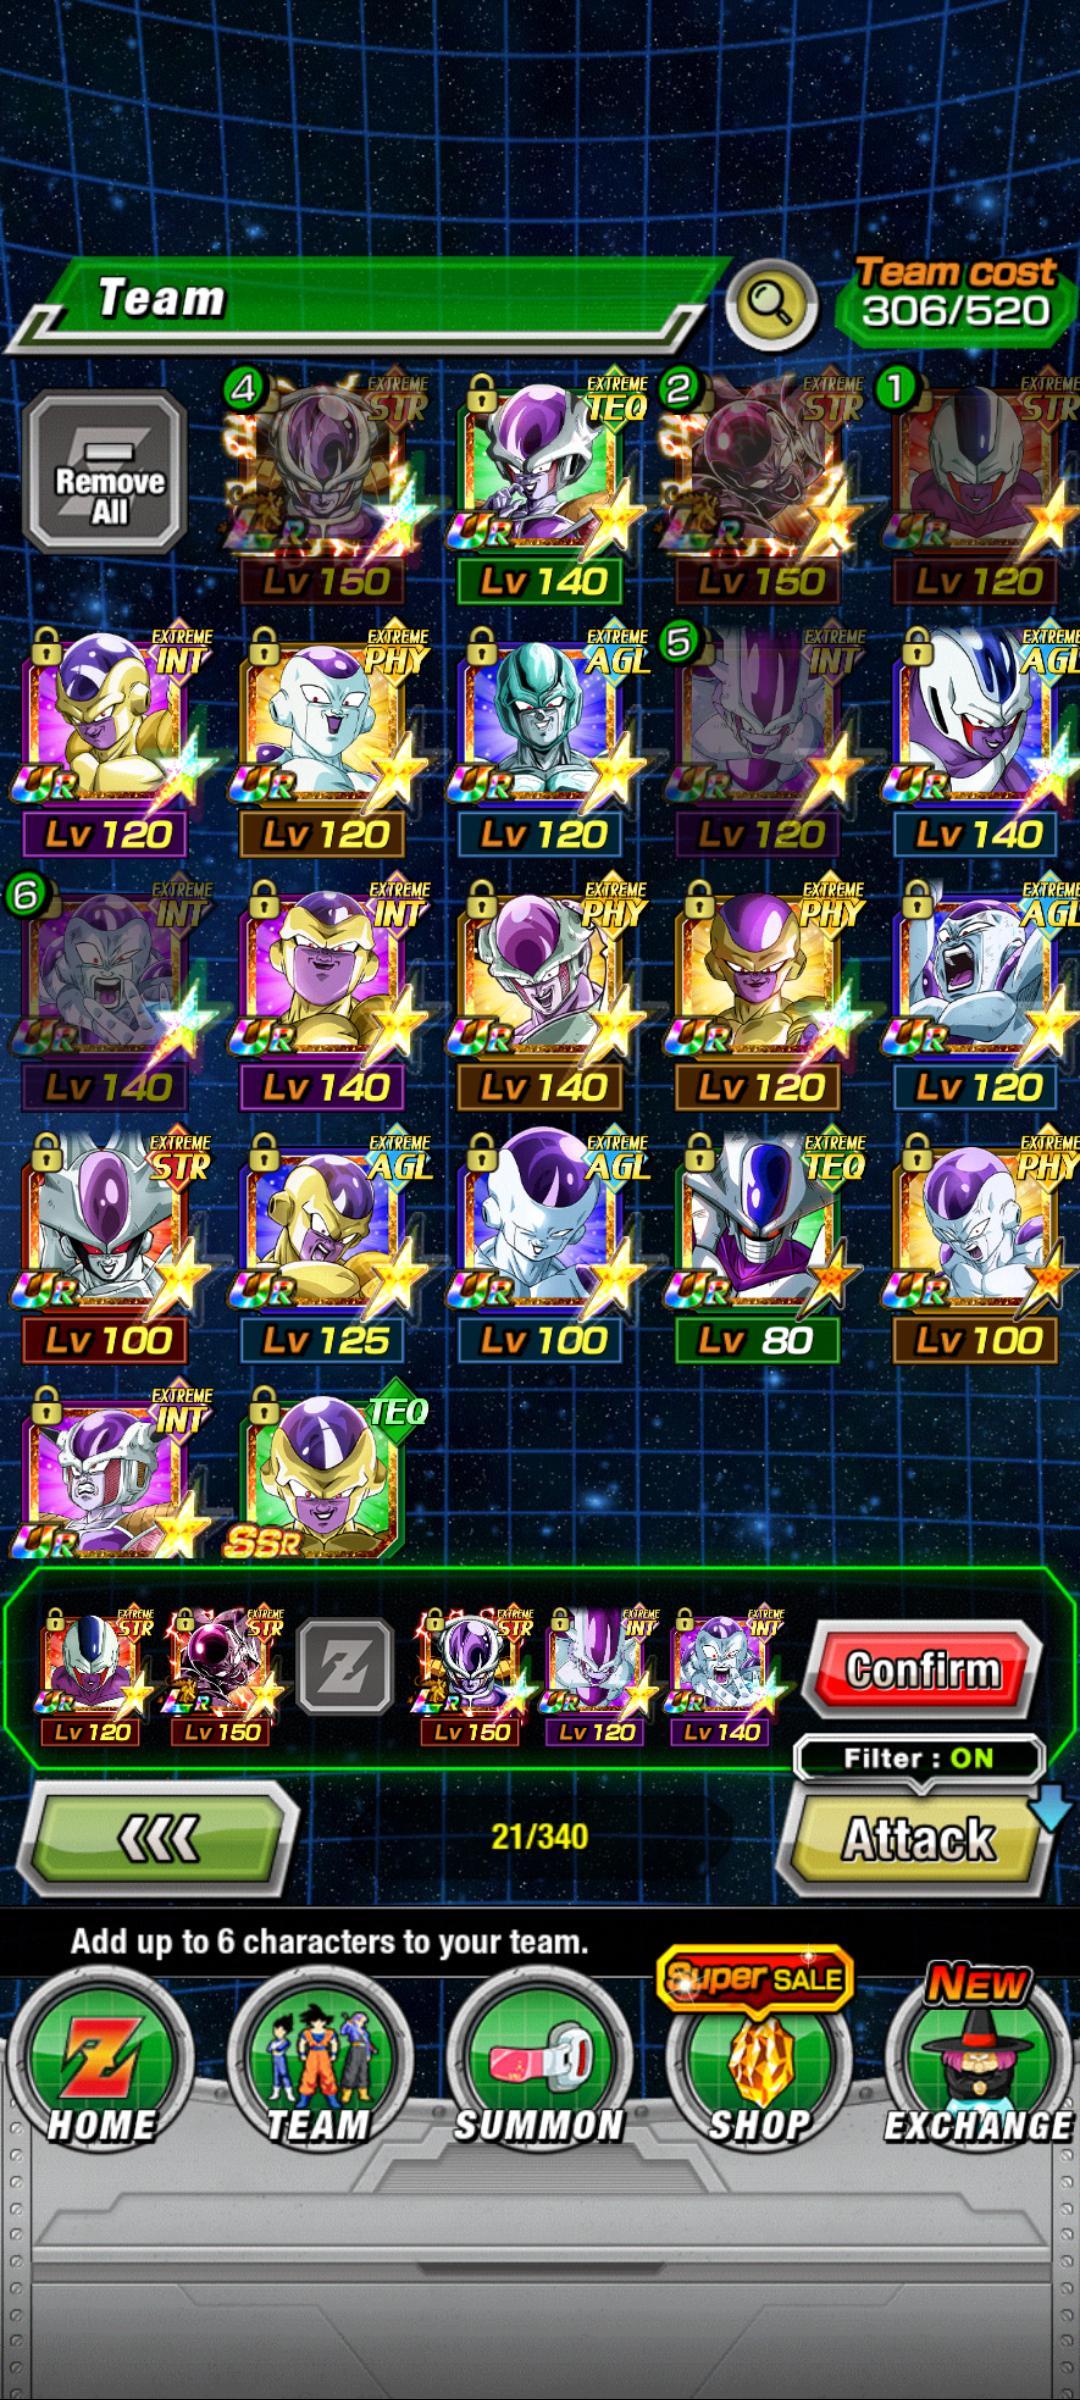 Team
Team cost
306/520
Remove All
4 EXTREME STR LR Lv 150
EXTREME TEQ UR Lv 140
2 EXTREME STR LR Lv 150
1 EXTREME STR UR Lv 120
EXTREME INT UR Lv 120
EXTREME PHY UR Lv 120
EXTREME AGL UR Lv 120
5 EXTREME INT UR Lv 120
EXTREME AGL UR Lv 140
6 EXTREME INT UR Lv 140
EXTREME INT UR Lv 140
EXTREME PHY UR Lv 140
EXTREME PHY UR Lv 120
EXTREME AGL UR Lv 120
EXTREME STR UR Lv 100
EXTREME AGL UR Lv 125
EXTREME AGL UR Lv 100
EXTREME TEQ UR Lv 80
EXTREME PHY UR Lv 100
EXTREME INT UR
TEQ SSR
EXTREME STR UR Lv 120
EXTREME STR LR Lv 150
Z
EXTREME STR LR Lv 150
EXTREME INT UR Lv 120
EXTREME INT UR Lv 140
Confirm
Filter : ON
21/340
Attack
Add up to 6 characters to your team.
Super SALE
NEW
Z
HOME
TEAM
SUMMON
SHOP
EXCHANGE